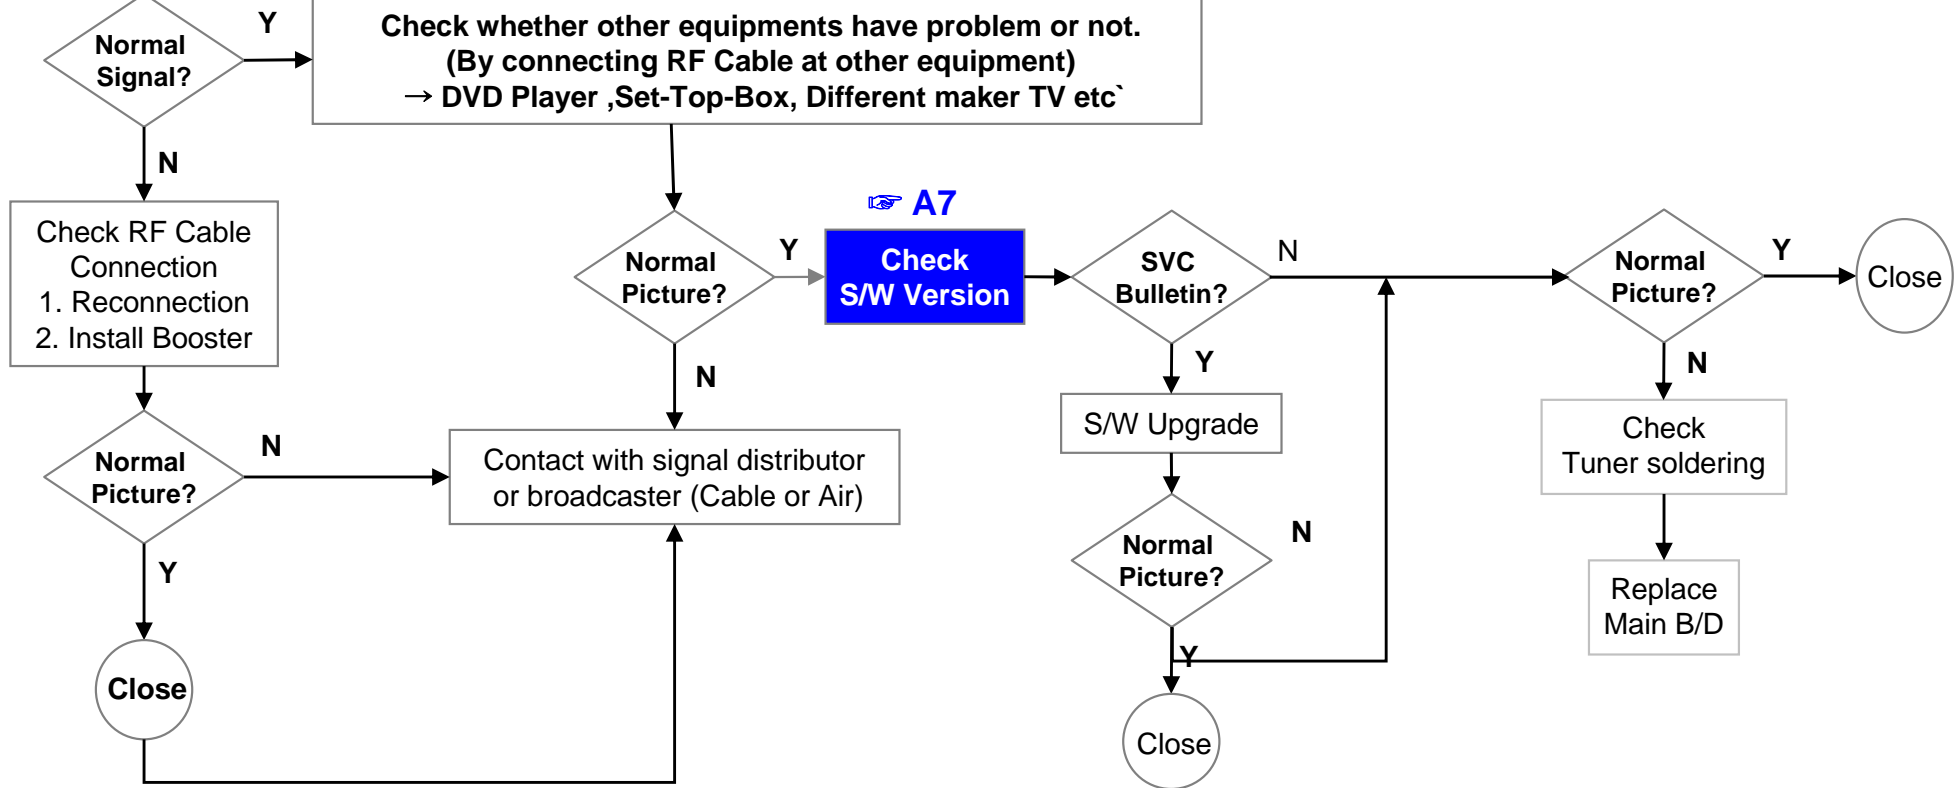 Normal
Signal?
Y
Check whether other equipments have problem or not.
(By connecting RF Cable at other equipment)
→ DVD Player ,Set-Top-Box, Different maker TV etc`
N
Check RF Cable
Connection
1. Reconnection
2. Install Booster
Normal
Picture?
N
Y
Close
Contact with signal distributor
or broadcaster (Cable or Air)
Normal
Picture?
Y
N
☞ A7
Check
S/W Version
SVC
Bulletin?
N
Y
S/W Upgrade
Normal
Picture?
N
Y
Close
Normal
Picture?
Y
Close
N
Check
Tuner soldering
Replace
Main B/D